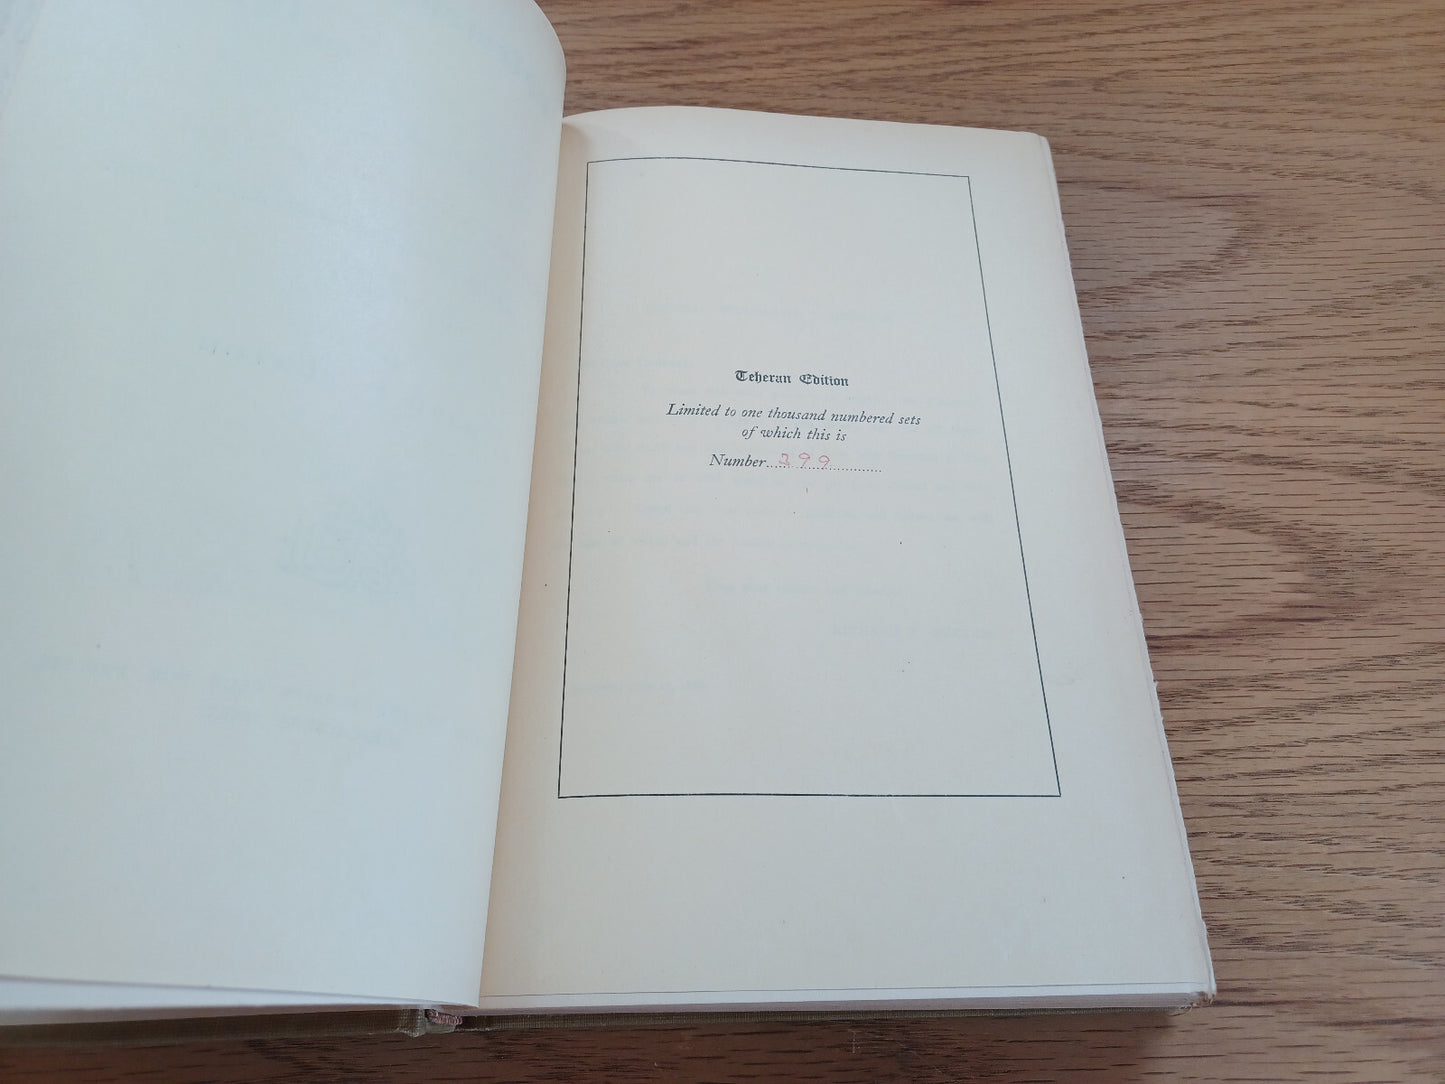 Teheran Edition
Limited to one thousand numbered sets
of which this is
Number 399